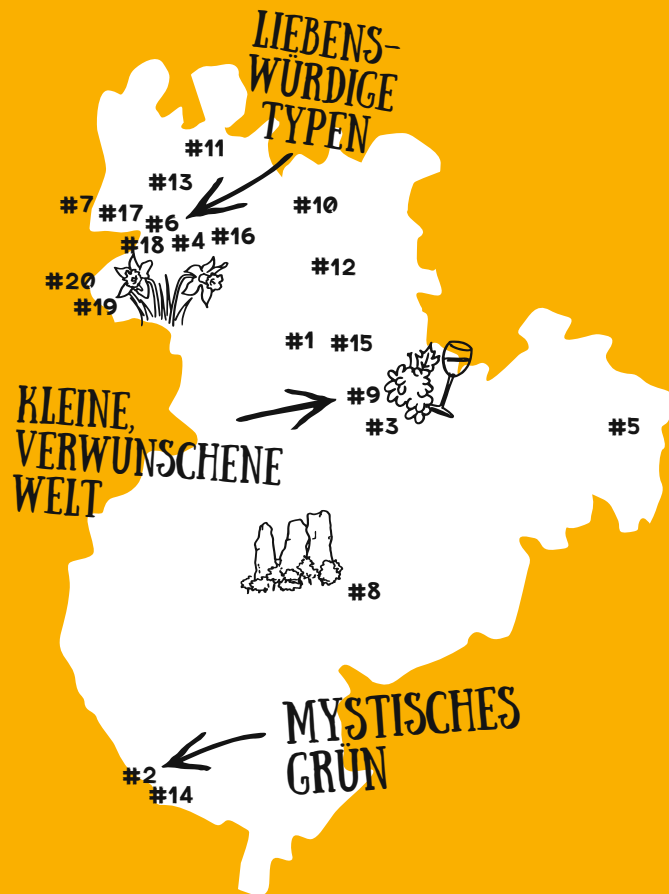 LIEBENS-
WÜRDIGE
TYPEN
#11
#13
#7
#17
#6
#10
#18
#4
#16
#12
#20
#19
#1
#15
#9
#3
#5
KLEINE,
VERWUNSCHENE
WELT
#8
MYSTISCHES
GRÜN
#2
#14